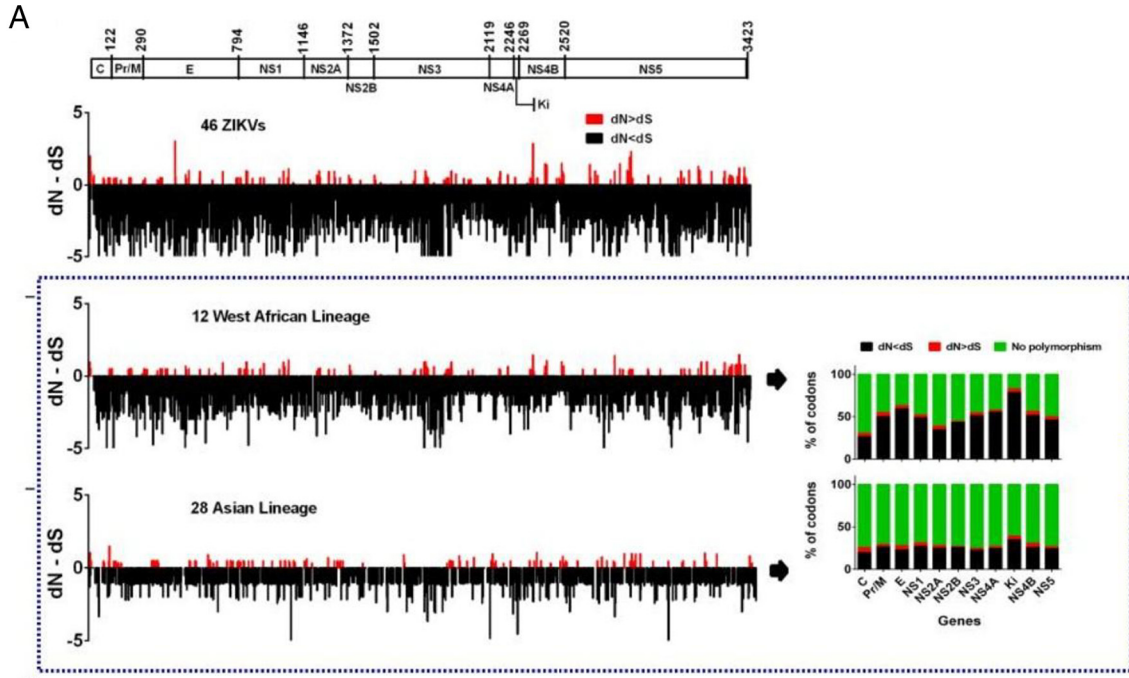 A
122 290 794 1146 1372 1502 2119 2246 2269 2520 3423
C Pr/M E NS1 NS2A NS3 NS4B NS5
NS2B NS4A
Ki
5
46 ZIKVs
dN>dS
dN<dS
dN - dS
0
-5
5
12 West African Lineage
dN - dS
0
-5
dN<dS dN>dS No polymorphism
100
% of codons
50
0
5
28 Asian Lineage
dN - dS
0
-5
100
% of codons
50
0
C Pr/M E NS1 NS2A NS2B NS3 NS4A Ki NS4B NS5
Genes